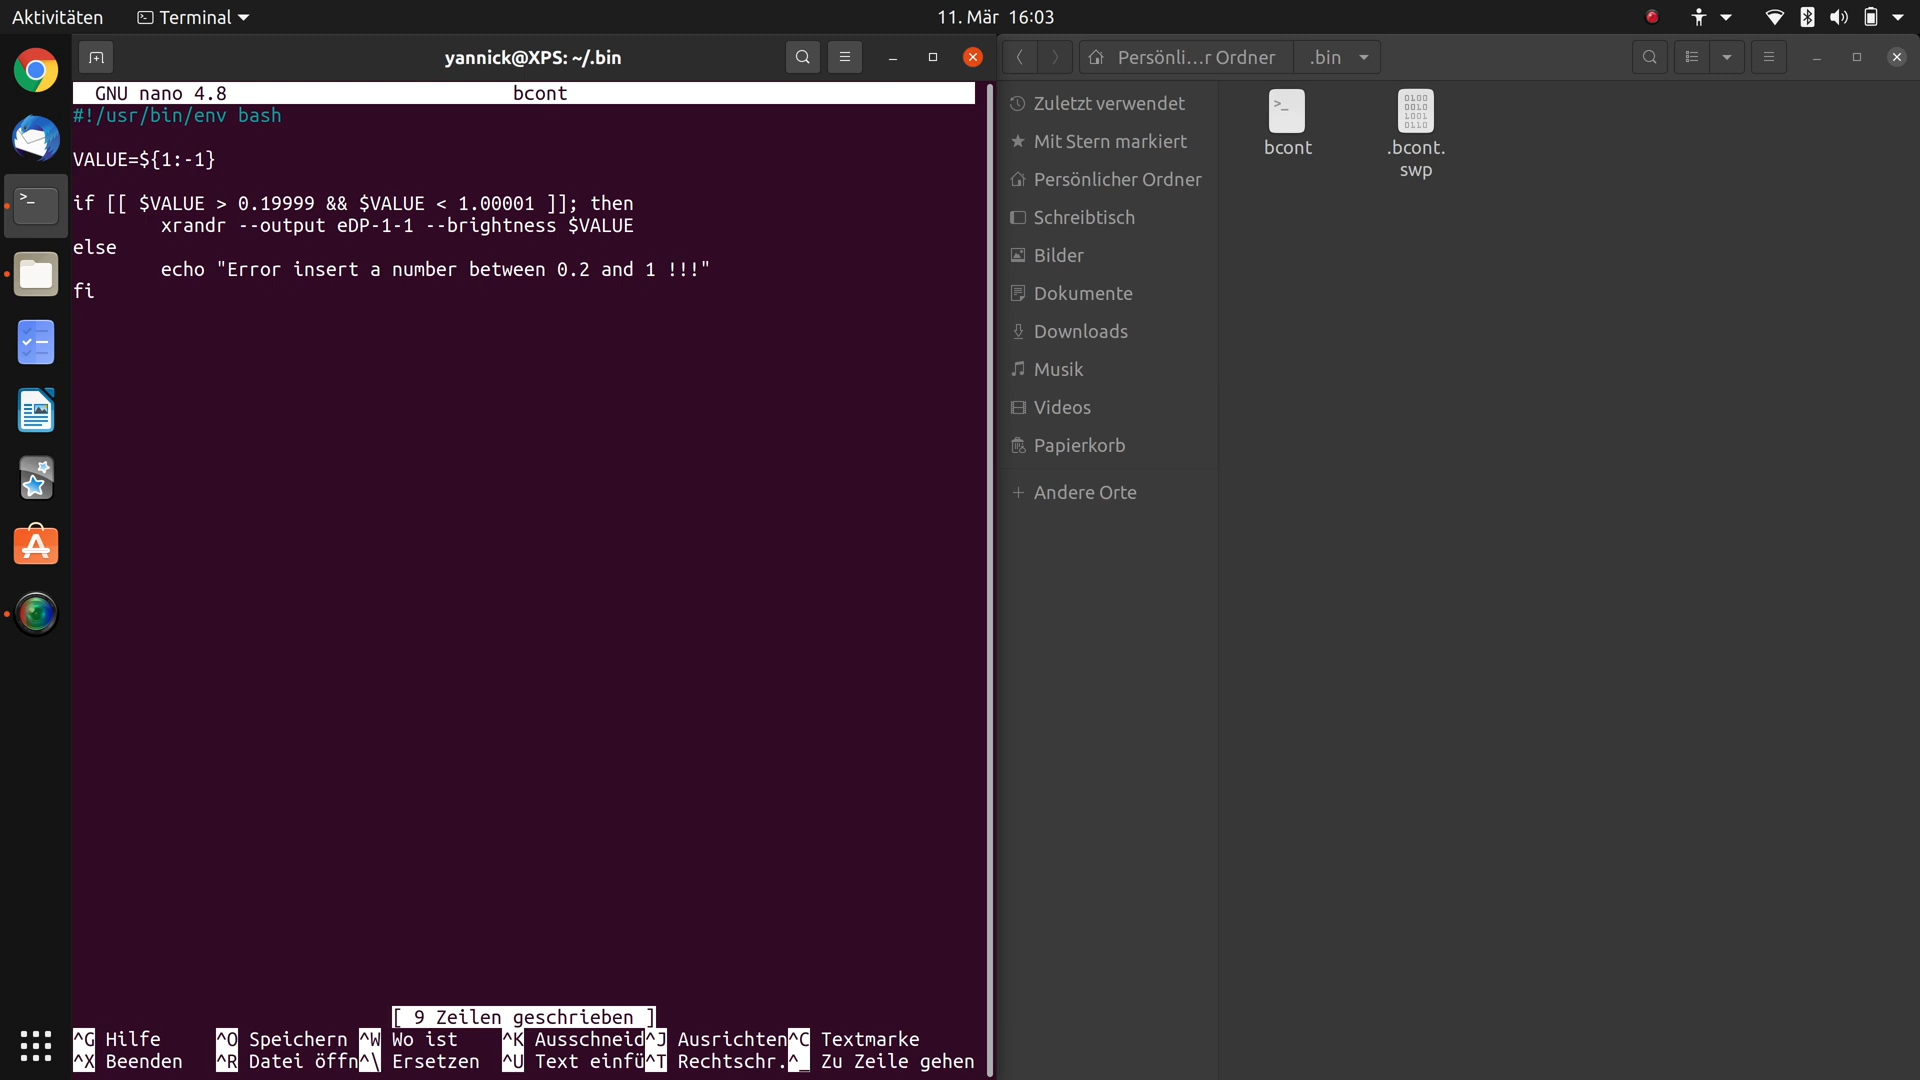 Aktivitäten
Terminal
11. Mär 16:03
yannick@XPS: ~/.bin
GNU nano 4.8 bcont
#!/usr/bin/env bash
VALUE=${1:-1}
if [[ $VALUE > 0.19999 && $VALUE < 1.00001 ]]; then
xrandr --output eDP-1-1 --brightness $VALUE
else
echo "Error insert a number between 0.2 and 1 !!!"
fi
[ 9 Zeilen geschrieben ]
^G Hilfe ^O Speichern ^W Wo ist ^K Ausschneid^J Ausrichten^C Textmarke
^X Beenden ^R Datei öffn^\ Ersetzen ^U Text einfü^T Rechtschr.^_ Zu Zeile gehen
Persönli…r Ordner
.bin
Zuletzt verwendet
Mit Stern markiert
Persönlicher Ordner
Schreibtisch
Bilder
Dokumente
Downloads
Musik
Videos
Papierkorb
Andere Orte
bcont
0100
0010
1001
0110
.bcont.
swp